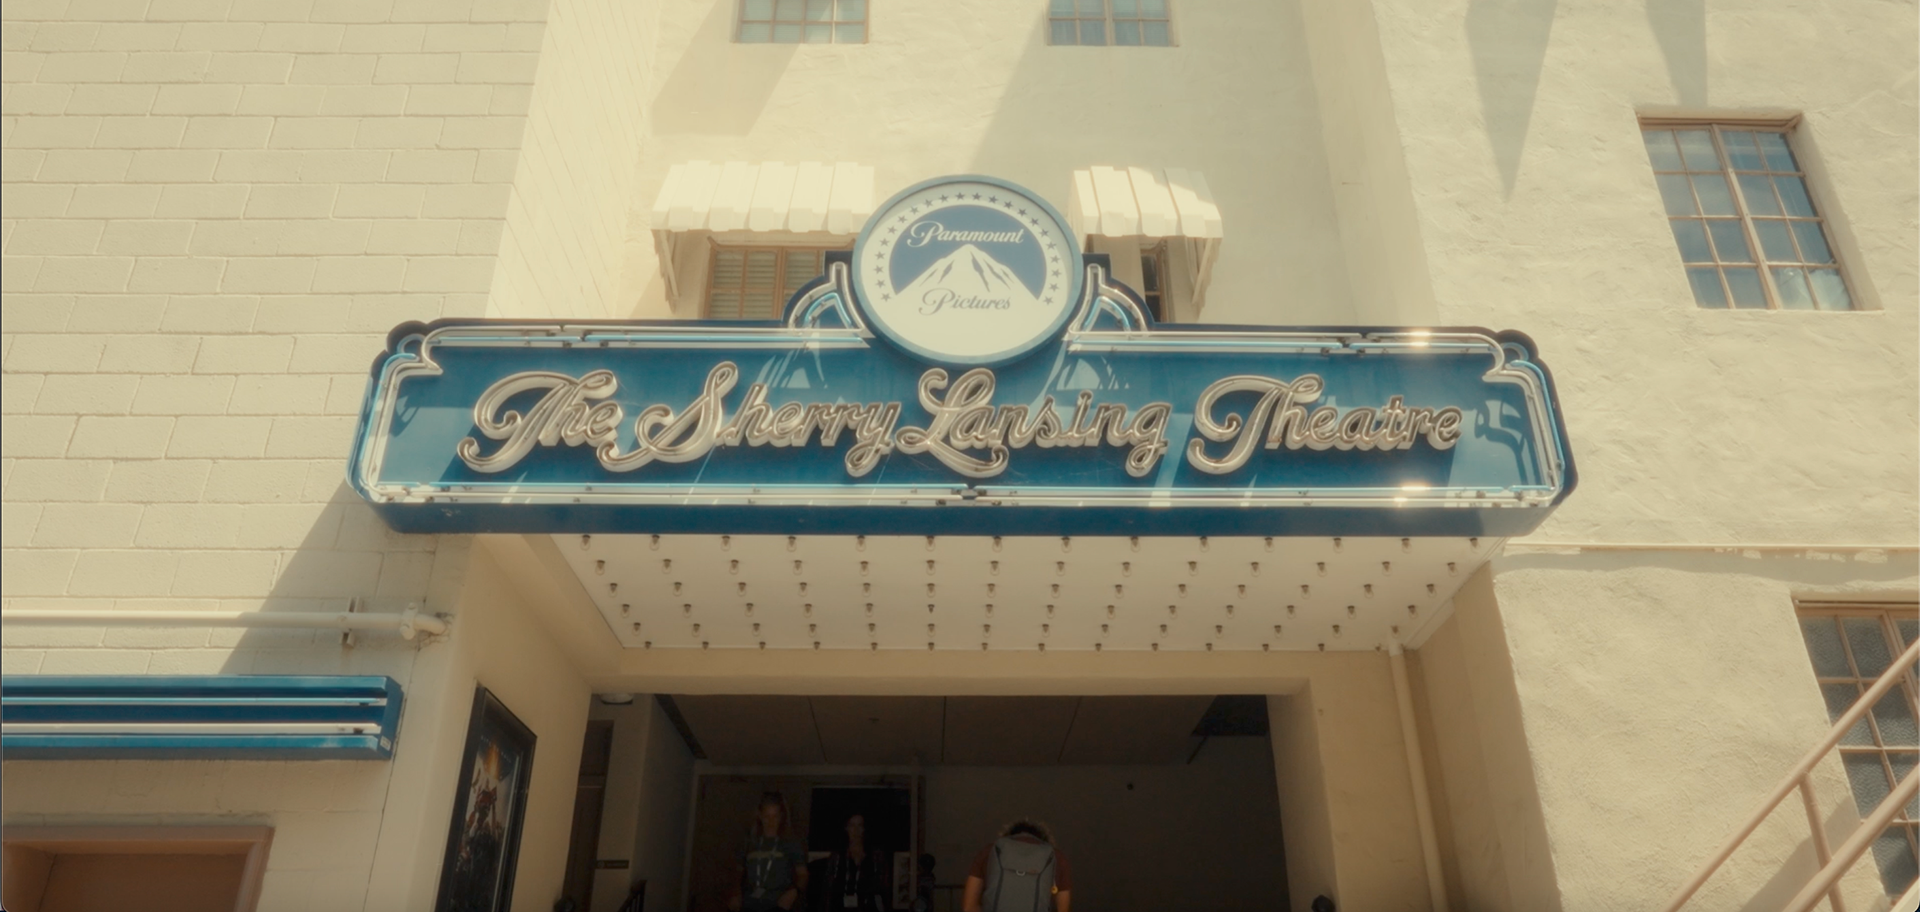 Paramount
Pictures
The Sherry Lansing Theatre